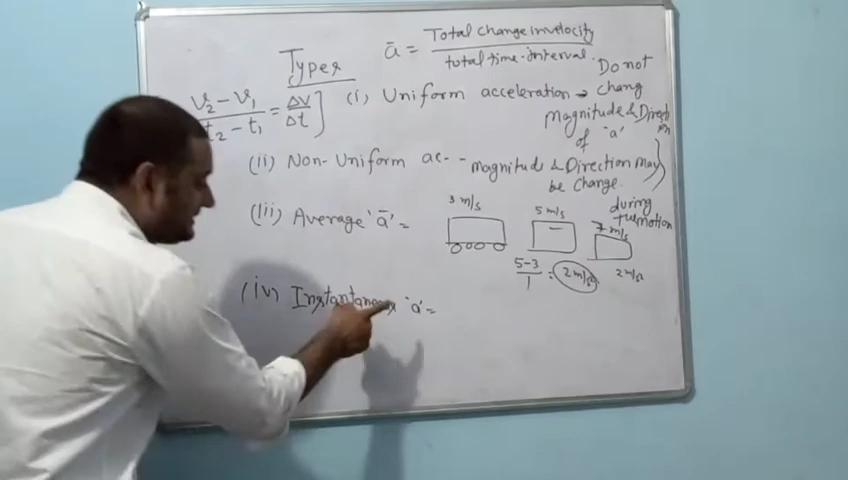 Types
ā = Total change in velocity
total time-interval
V₂ - V₁ / t₂ - t₁ = ΔV / Δt ]
(i) Uniform acceleration → Do not
chang
magnitude & Direction
of 'a'
(ii) Non-Uniform ac-- magnitude & Direction may
be change.
during
the motion
(iii) Average 'ā' =
3 m/s
5 m/s
7 m/s
5-3 / 1 = 2 m/s²
2 m/s²
(iv) Instantaneous 'a' =